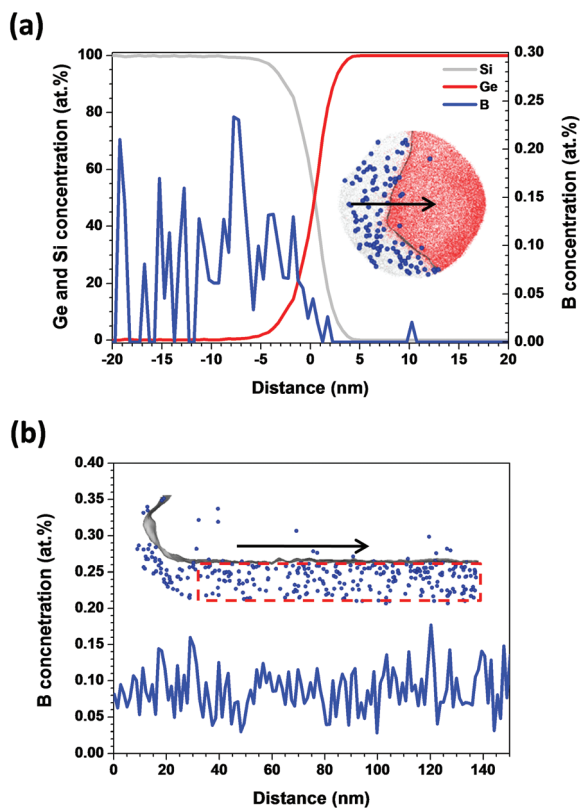 (a)
100
80
60
40
20
0
Ge and Si concentration (at.%)
0.30
0.25
0.20
0.15
0.10
0.05
0.00
B concentration (at.%)
Si
Ge
B
-20 -15 -10 -5 0 5 10 15 20
Distance (nm)
(b)
0.40
0.35
0.30
0.25
0.20
0.15
0.10
0.05
0.00
B concnetration (at.%)
0 20 40 60 80 100 120 140
Distance (nm)